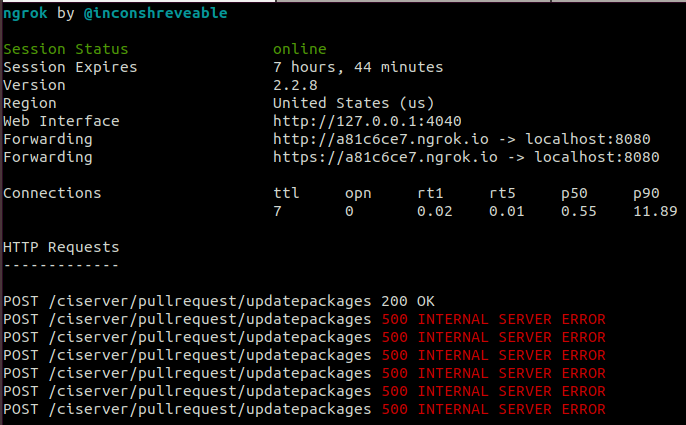 ngrok by @inconshreveable
Session Status online
Session Expires 7 hours, 44 minutes
Version 2.2.8
Region United States (us)
Web Interface http://127.0.0.1:4040
Forwarding http://a81c6ce7.ngrok.io -> localhost:8080
Forwarding https://a81c6ce7.ngrok.io -> localhost:8080
Connections ttl opn rt1 rt5 p50 p90
7 0 0.02 0.01 0.55 11.89
HTTP Requests
-------------
POST /ciserver/pullrequest/updatepackages 200 OK
POST /ciserver/pullrequest/updatepackages 500 INTERNAL SERVER ERROR
POST /ciserver/pullrequest/updatepackages 500 INTERNAL SERVER ERROR
POST /ciserver/pullrequest/updatepackages 500 INTERNAL SERVER ERROR
POST /ciserver/pullrequest/updatepackages 500 INTERNAL SERVER ERROR
POST /ciserver/pullrequest/updatepackages 500 INTERNAL SERVER ERROR
POST /ciserver/pullrequest/updatepackages 500 INTERNAL SERVER ERROR